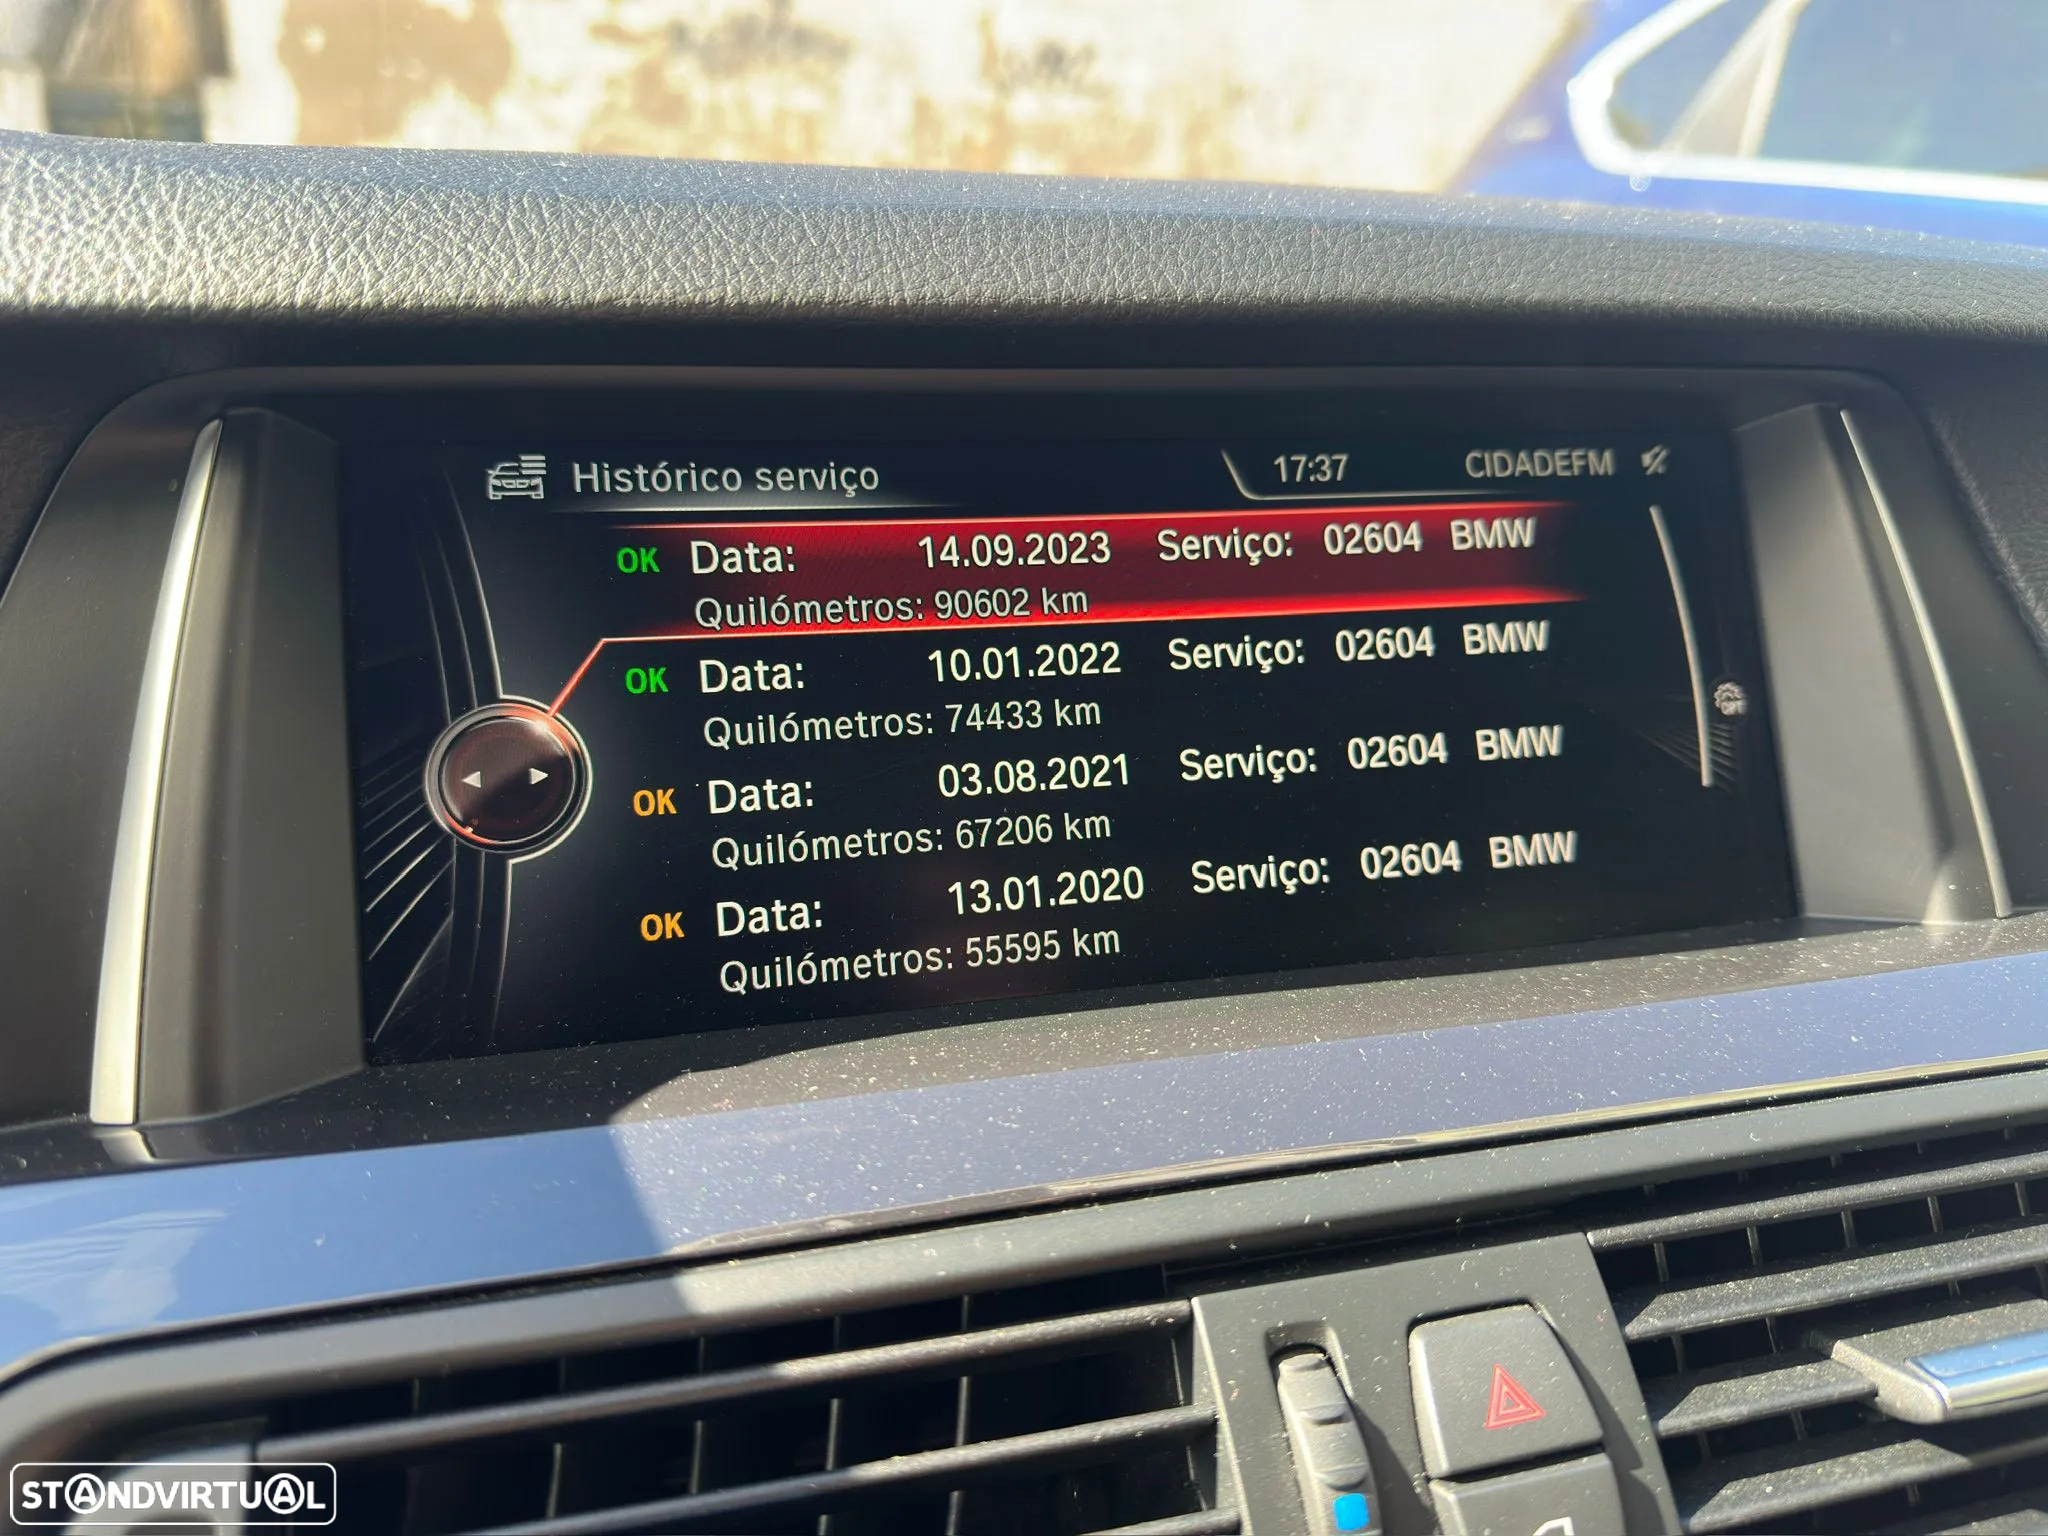 Histórico serviço
17:37
CIDADEFM
OK Data: 14.09.2023 Serviço: 02604 BMW
Quilómetros: 90602 km
OK Data: 10.01.2022 Serviço: 02604 BMW
Quilómetros: 74433 km
OK Data: 03.08.2021 Serviço: 02604 BMW
Quilómetros: 67206 km
OPT
OK Data: 13.01.2020 Serviço: 02604 BMW
Quilómetros: 55595 km
STANDVIRTUAL